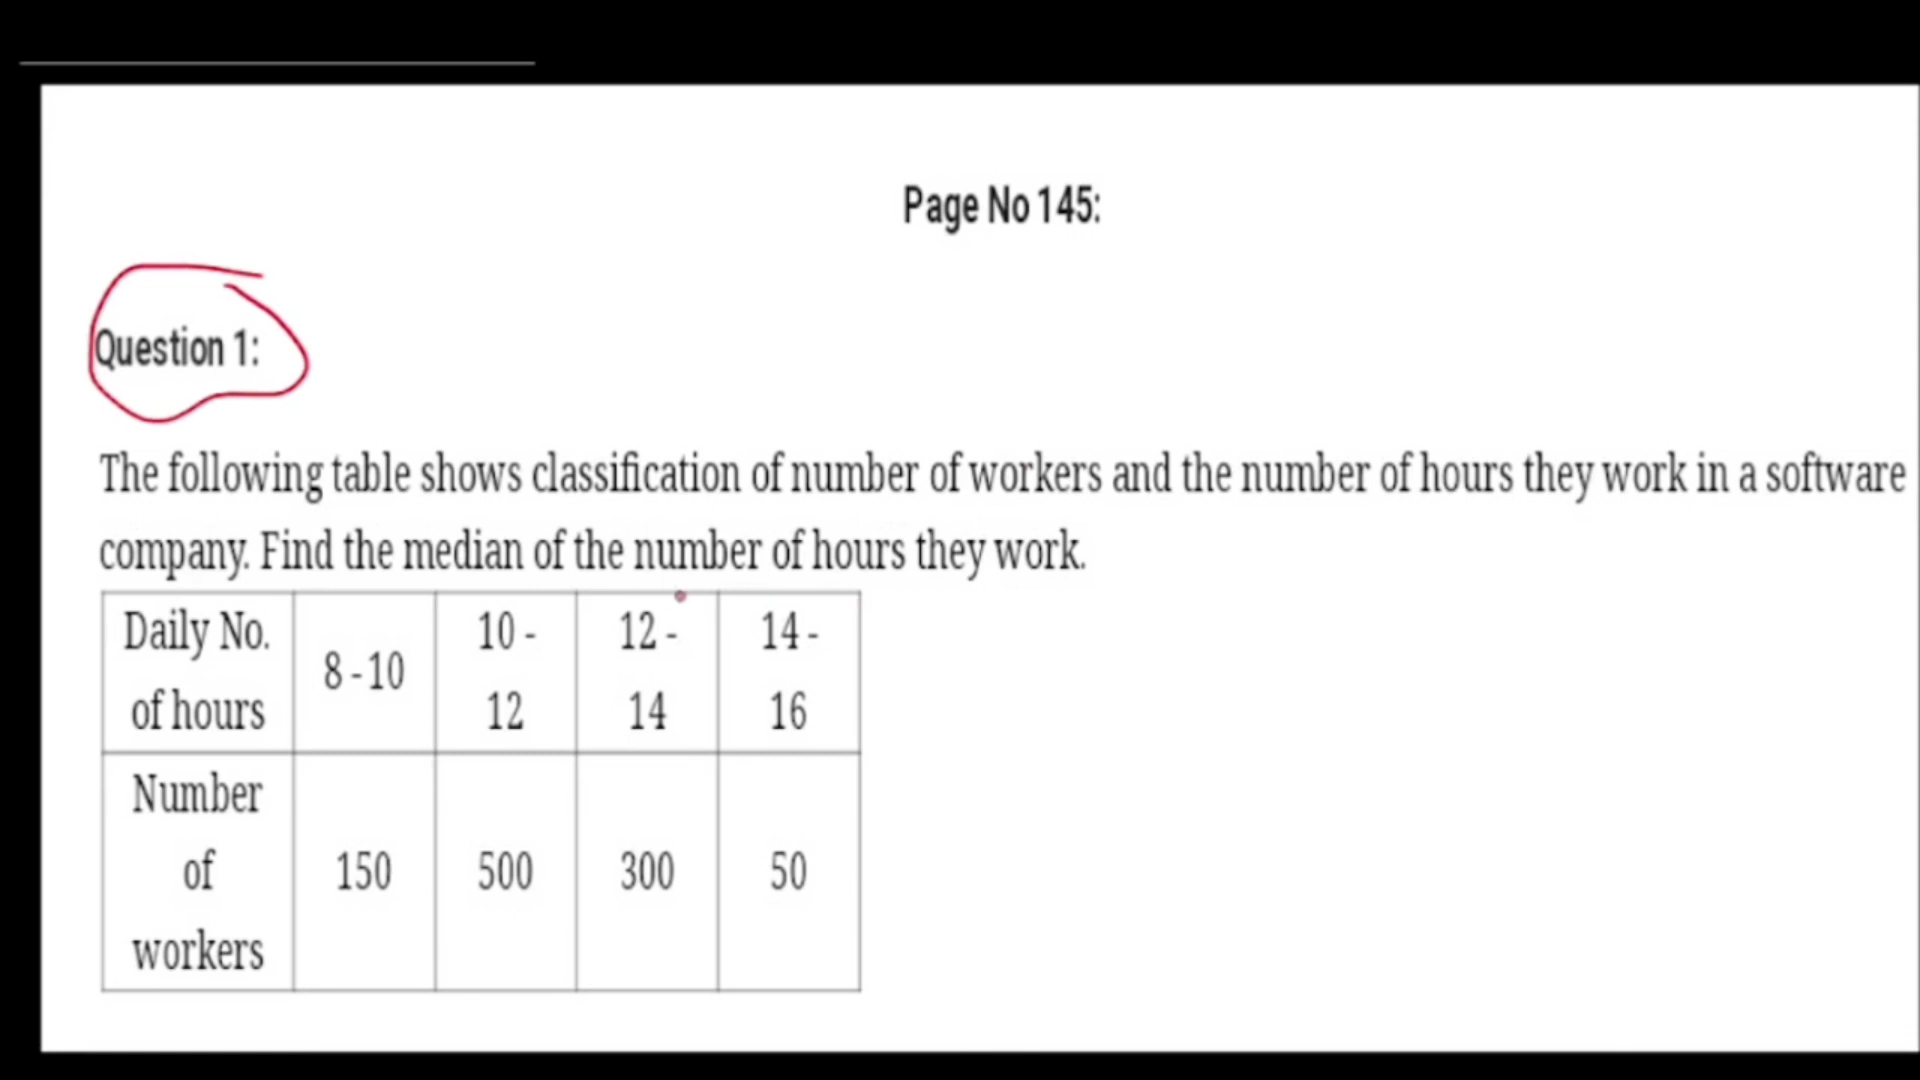 Page No 145:
Question 1:
The following table shows classification of number of workers and the number of hours they work in a software
company. Find the median of the number of hours they work.
Daily No.
of hours
8 - 10
10 -
12
12 -
14
14 -
16
Number
of
workers
150
500
300
50